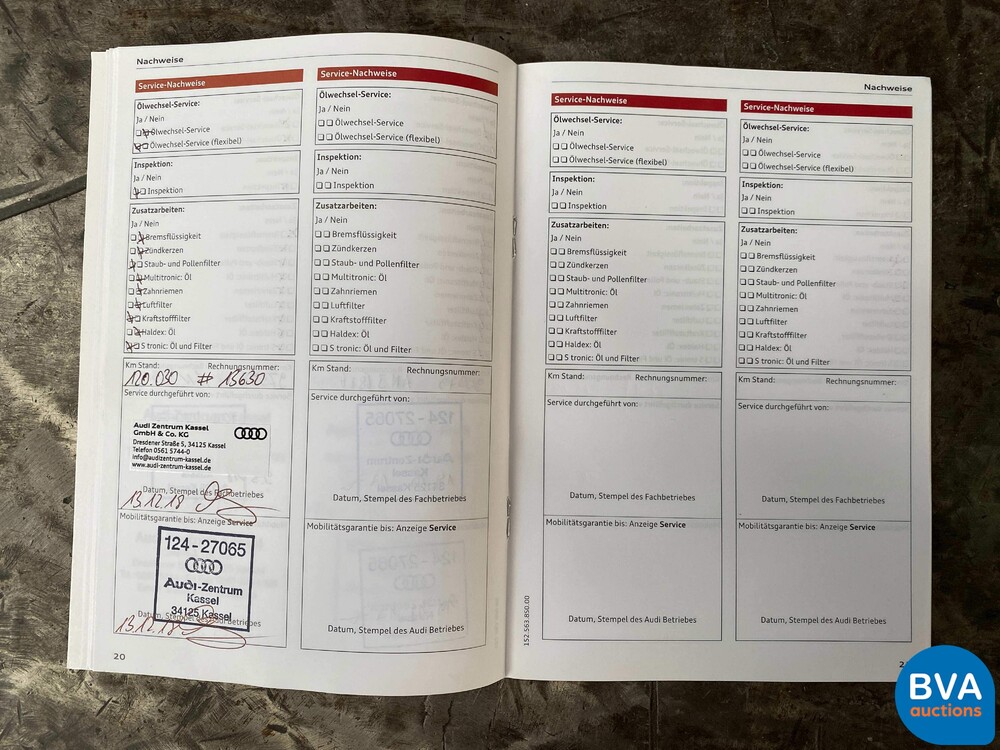 Nachweise
Service-Nachweise
Ölwechsel-Service:
Ja / Nein
Ölwechsel-Service
Ölwechsel-Service (flexibel)
Inspektion:
Ja / Nein
Inspektion
Zusatzarbeiten:
Ja / Nein
Bremsflüssigkeit
Zündkerzen
Staub- und Pollenfilter
Multitronic: Öl
Zahnriemen
Luftfilter
Kraftstofffilter
Haldex: Öl
S tronic: Öl und Filter
Km Stand: Rechnungsnummer:
120.030 # 13630
Service durchgeführt von:
Audi Zentrum Kassel
GmbH & Co. KG
Dresdener Straße 5, 34125 Kassel
Telefon 0561 5744-0
info@audizentrum-kassel.de
www.audi-zentrum-kassel.de
Datum, Stempel des Fachbetriebes
13.12.18
Mobilitätsgarantie bis: Anzeige Service
124-27065
Audi-Zentrum
Kassel
34125 Kassel
Datum, Stempel des Audi Betriebes
13.12.18
20
Service-Nachweise
Ölwechsel-Service:
Ja / Nein
Ölwechsel-Service
Ölwechsel-Service (flexibel)
Inspektion:
Ja / Nein
Inspektion
Zusatzarbeiten:
Ja / Nein
Bremsflüssigkeit
Zündkerzen
Staub- und Pollenfilter
Multitronic: Öl
Zahnriemen
Luftfilter
Kraftstofffilter
Haldex: Öl
S tronic: Öl und Filter
Km Stand: Rechnungsnummer:
Service durchgeführt von:
Datum, Stempel des Fachbetriebes
Mobilitätsgarantie bis: Anzeige Service
Datum, Stempel des Audi Betriebes
152.563.850.00
Nachweise
Service-Nachweise
Ölwechsel-Service:
Ja / Nein
Ölwechsel-Service
Ölwechsel-Service (flexibel)
Inspektion:
Ja / Nein
Inspektion
Zusatzarbeiten:
Ja / Nein
Bremsflüssigkeit
Zündkerzen
Staub- und Pollenfilter
Multitronic: Öl
Zahnriemen
Luftfilter
Kraftstofffilter
Haldex: Öl
S tronic: Öl und Filter
Km Stand: Rechnungsnummer:
Service durchgeführt von:
Datum, Stempel des Fachbetriebes
Mobilitätsgarantie bis: Anzeige Service
Datum, Stempel des Audi Betriebes
Service-Nachweise
Ölwechsel-Service:
Ja / Nein
Ölwechsel-Service
Ölwechsel-Service (flexibel)
Inspektion:
Ja / Nein
Inspektion
Zusatzarbeiten:
Ja / Nein
Bremsflüssigkeit
Zündkerzen
Staub- und Pollenfilter
Multitronic: Öl
Zahnriemen
Luftfilter
Kraftstofffilter
Haldex: Öl
S tronic: Öl und Filter
Km Stand: Rechnungsnummer:
Service durchgeführt von:
Datum, Stempel des Fachbetriebes
Mobilitätsgarantie bis: Anzeige Service
Datum, Stempel des Audi Betriebes
BVA
auctions